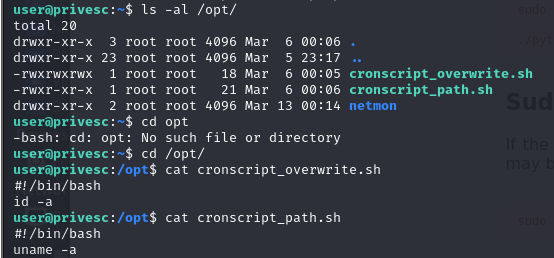 user@privesc:~$ ls -al /opt/
total 20
drwxr-xr-x  3 root root 4096 Mar  6 00:06 .
drwxr-xr-x 23 root root 4096 Mar  5 23:17 ..
-rwxrwxrwx  1 root root   18 Mar  6 00:05 cronscript_overwrite.sh
-rwxr-xr-x  1 root root   21 Mar  6 00:06 cronscript_path.sh
drwxr-xr-x  2 root root 4096 Mar 13 00:14 netmon
user@privesc:~$ cd opt
-bash: cd: opt: No such file or directory
user@privesc:~$ cd /opt/
user@privesc:/opt$ cat cronscript_overwrite.sh
#!/bin/bash
id -a
user@privesc:/opt$ cat cronscript_path.sh
#!/bin/bash
uname -a
sudo
Sud
If the
may b
sudo